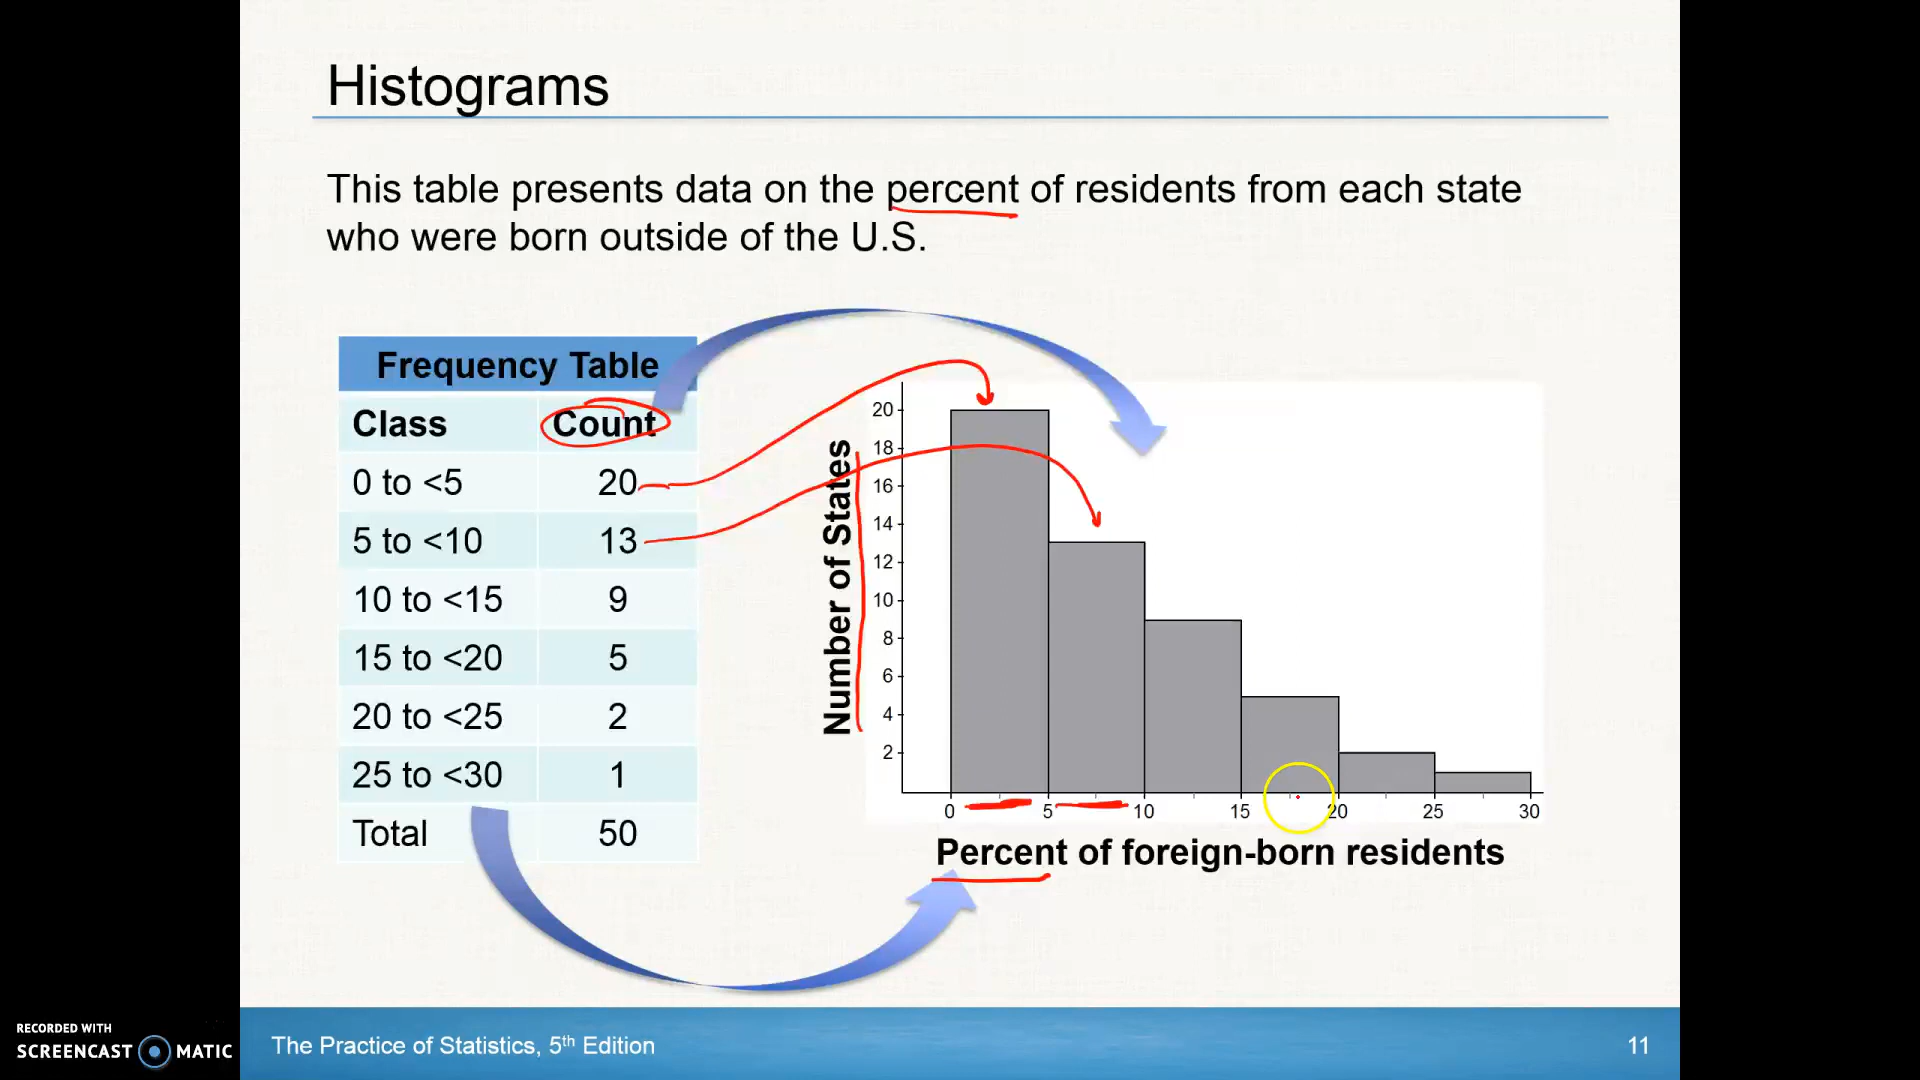 Histograms
This table presents data on the percent of residents from each state
who were born outside of the U.S.
Frequency Table
Class Count
0 to <5 20
5 to <10 13
10 to <15 9
15 to <20 5
20 to <25 2
25 to <30 1
Total 50
Number of States
20
18
16
14
12
10
8
6
4
2
0 5 10 15 20 25 30
Percent of foreign-born residents
RECORDED WITH
SCREENCAST MATIC
The Practice of Statistics, 5th Edition
11